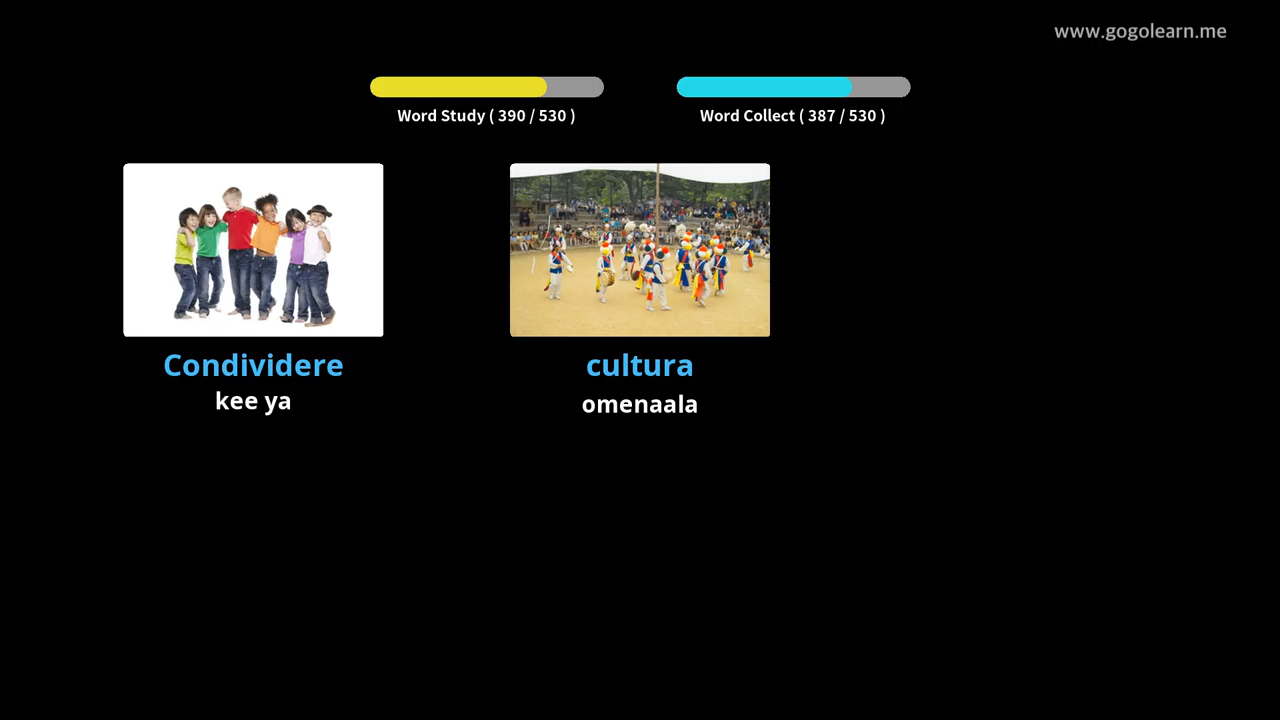 www.gogolearn.me
Word Study ( 390 / 530 )
Word Collect ( 387 / 530 )
Condividere
kee ya
cultura
omenaala